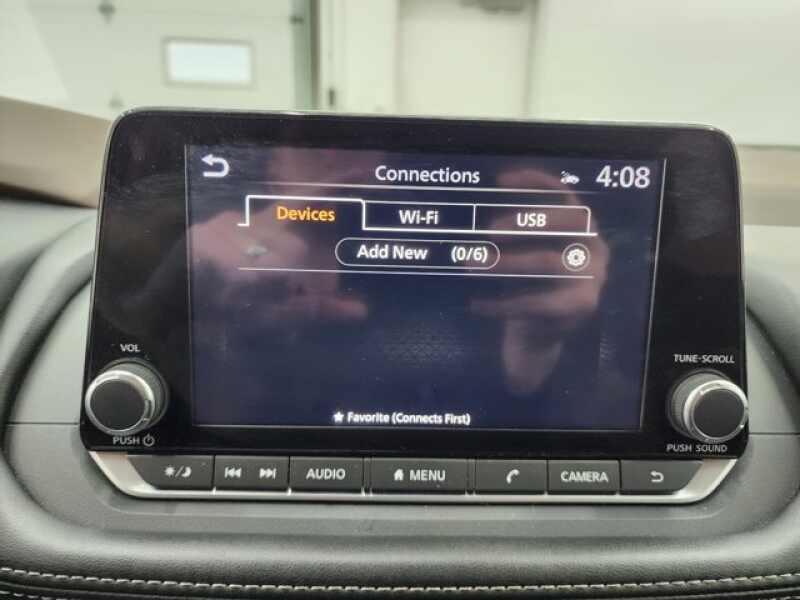 Connections
4:08
Devices
Wi-Fi
USB
Add New (0/6)
★ Favorite (Connects First)
VOL
PUSH
TUNE-SCROLL
PUSH SOUND
AUDIO
MENU
CAMERA